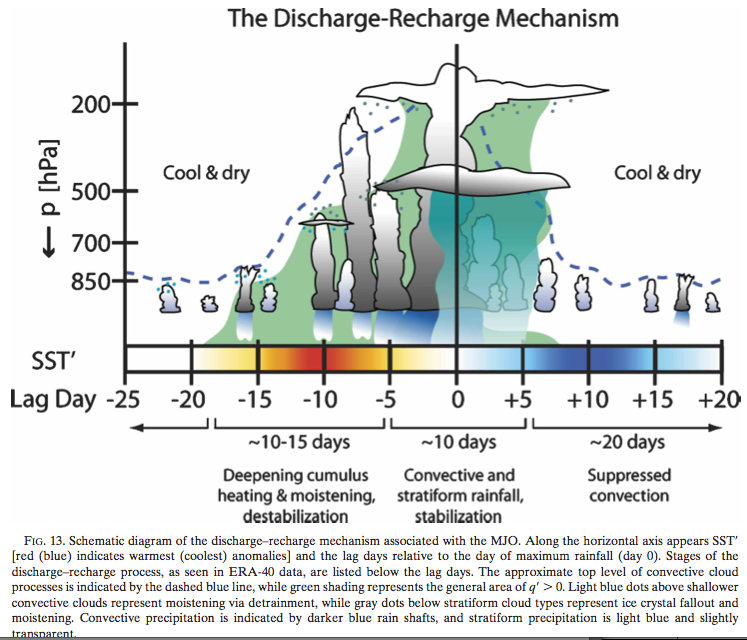 The Discharge-Recharge Mechanism
200
Cool & dry
Cool & dry
p [hPa]
500
700
850
SST′
Lag Day -25 -20 -15 -10 -5 0 +5 +10 +15 +20
~10-15 days ~10 days ~20 days
Deepening cumulus Convective and Suppressed
heating & moistening, stratiform rainfall, convection
destabilization stabilization
FIG. 13. Schematic diagram of the discharge–recharge mechanism associated with the MJO. Along the horizontal axis appears SST′
[red (blue) indicates warmest (coolest) anomalies] and the lag days relative to the day of maximum rainfall (day 0). Stages of the
discharge–recharge process, as seen in ERA-40 data, are listed below the lag days. The approximate top level of convective cloud
processes is indicated by the dashed blue line, while green shading represents the general area of q′ > 0. Light blue dots above shallower
convective clouds represent moistening via detrainment, while gray dots below stratiform cloud types represent ice crystal fallout and
moistening. Convective precipitation is indicated by darker blue rain shafts, and stratiform precipitation is light blue and slightly
transparent.